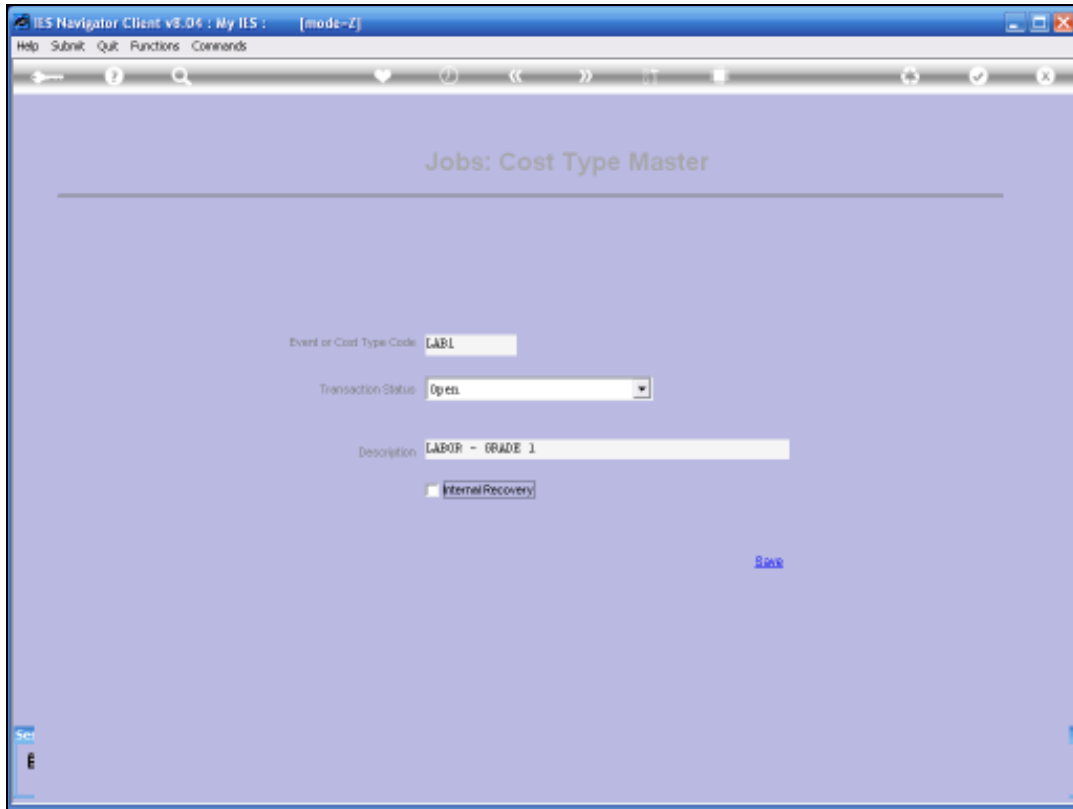 IES Navigator Client v8.04 : My IES : [mode=Z]
Help Submit Quit Functions Commands
Jobs: Cost Type Master
Event or Cost Type Code LAB1
Transaction Status Open
Description LABOR - GRADE 1
Internal Recovery
Save